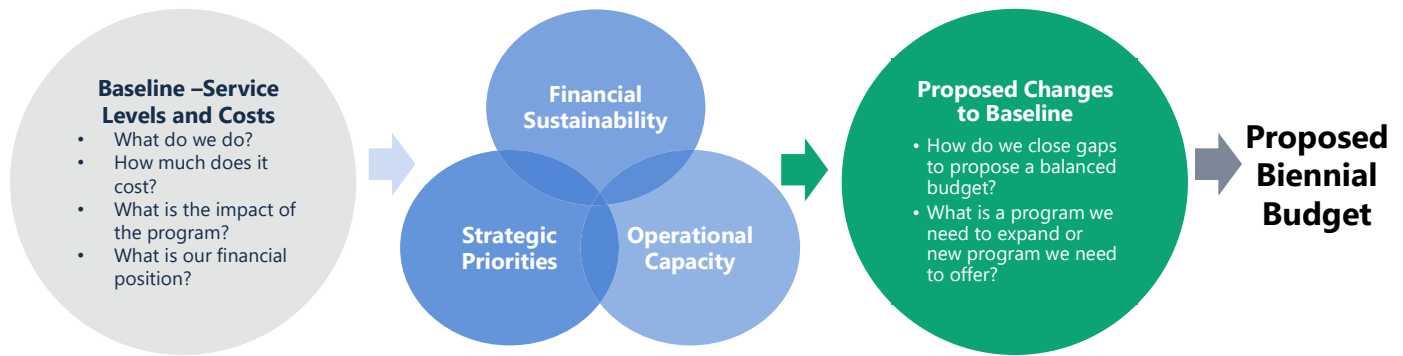 Baseline –Service
Levels and Costs
• What do we do?
• How much does it
cost?
• What is the impact of
the program?
• What is our financial
position?
Financial
Sustainability
Strategic
Priorities
Operational
Capacity
Proposed Changes
to Baseline
• How do we close gaps
to propose a balanced
budget?
• What is a program we
need to expand or
new program we need
to offer?
Proposed
Biennial
Budget